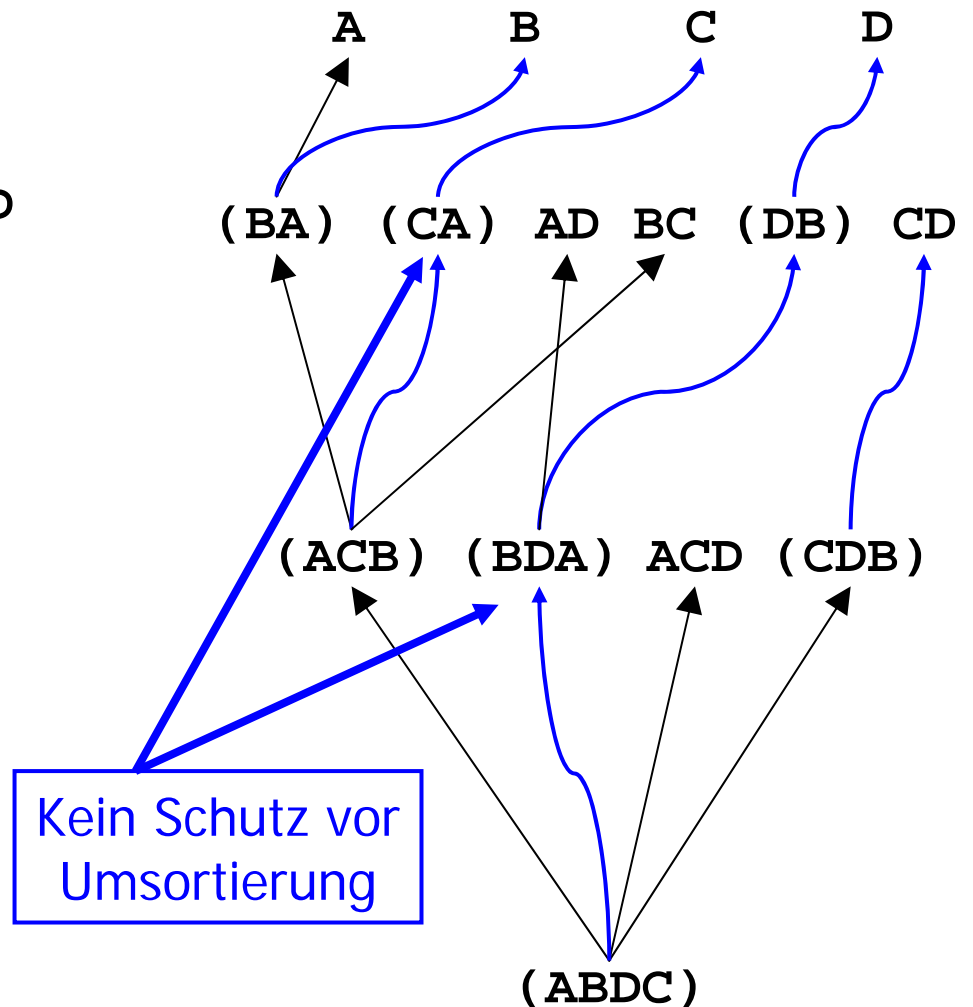 A B C D
(BA) (CA) AD BC (DB) CD
(ACB) (BDA) ACD (CDB)
Kein Schutz vor
Umsortierung
(ABDC)